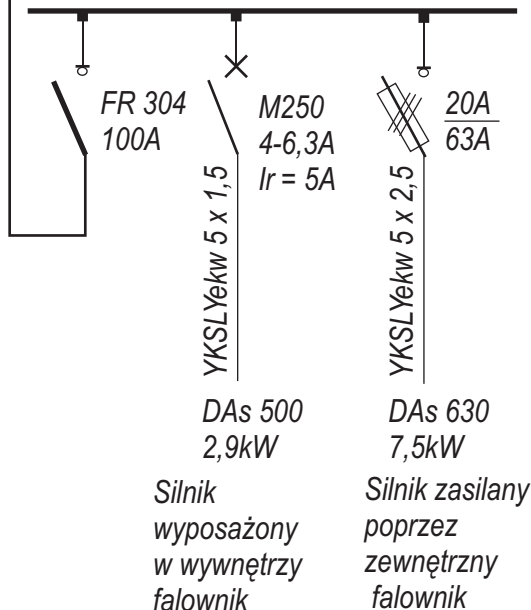 FR 304
100A
M250
4-6,3A
Ir = 5A
20A
63A
YKSLYekw 5 x 1,5
YKSLYekw 5 x 2,5
DAs 500
2,9kW
DAs 630
7,5kW
Silnik
wyposażony
w wywnętrzy
falownik
Silnik zasilany
poprzez
zewnętrzny
falownik